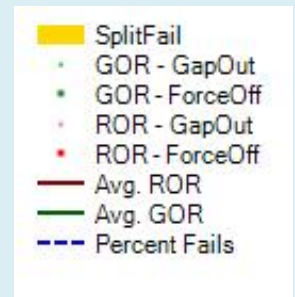 SplitFail
GOR - GapOut
GOR - ForceOff
ROR - GapOut
ROR - ForceOff
Avg. ROR
Avg. GOR
Percent Fails